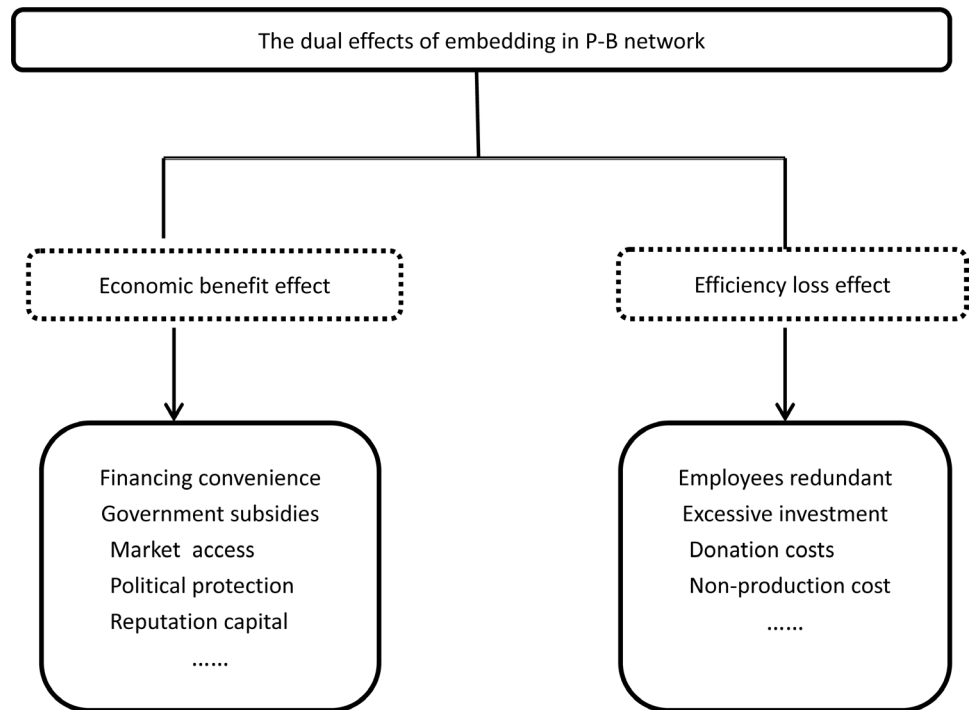 The dual effects of embedding in P-B network
Economic benefit effect
Efficiency loss effect
Financing convenience
Government subsidies
Market access
Political protection
Reputation capital
......
Employees redundant
Excessive investment
Donation costs
Non-production cost
......